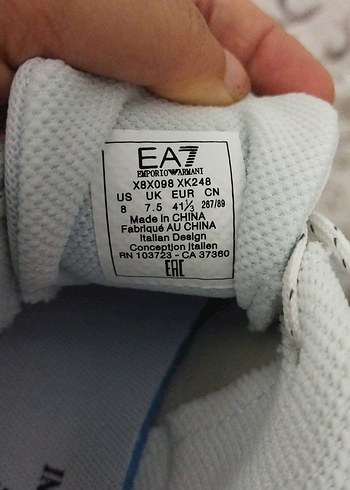 EA7
EMPORIO ARMANI
X8X098 XK248
US UK EUR CN
8 7.5 41⅓ 267/89
Made in CHINA
Fabriqué AU CHINA
Italian Design
Conception Italien
RN 103723 - CA 37360
EAC